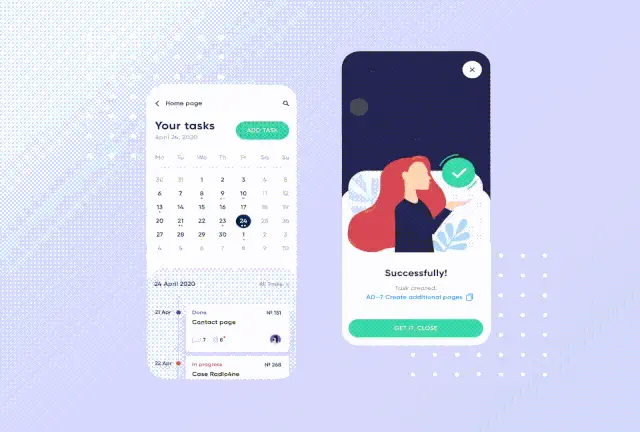 Home page
Your tasks
April 24, 2020
ADD TASK
Mo Tu We Th Fr Sa Su
30 31 1 2 3 4 5
6 7 8 9 10 11 12
13 14 15 16 17 18 19
20 21 22 23 24 25 26
27 28 29 30 1 2 3
4 5 6 7 8 9 10
24 April 2020
21 Apr
Done
№ 151
Contact page
7 8
22 Apr
In progress
№ 268
Case Radio4ne
Successfully!
Task created:
AD-7 Create additional pages
GET IT, CLOSE